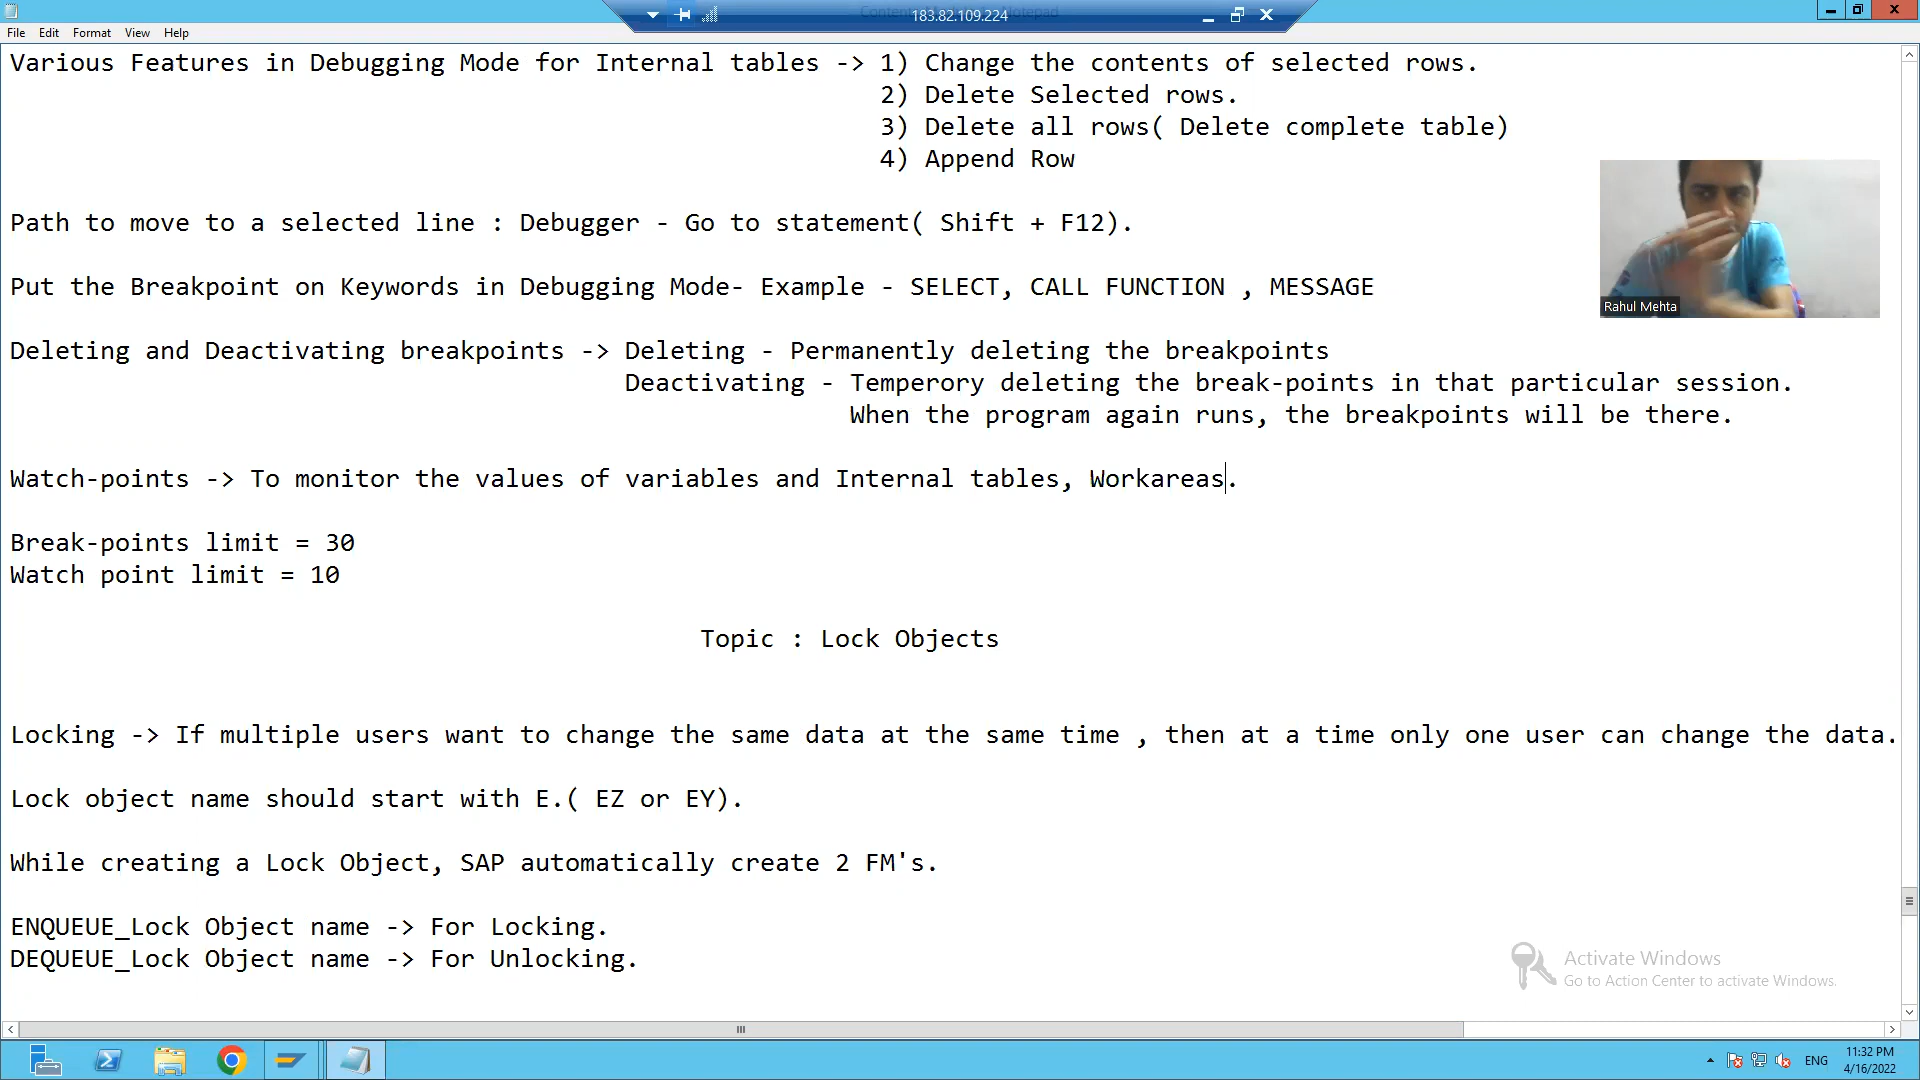 183.82.109.224
File Edit Format View Help
Various Features in Debugging Mode for Internal tables -> 1) Change the contents of selected rows.
2) Delete Selected rows.
3) Delete all rows( Delete complete table)
4) Append Row
Path to move to a selected line : Debugger - Go to statement( Shift + F12).
Put the Breakpoint on Keywords in Debugging Mode- Example - SELECT, CALL FUNCTION , MESSAGE
Rahul Mehta
Deleting and Deactivating breakpoints -> Deleting - Permanently deleting the breakpoints
Deactivating - Temperory deleting the break-points in that particular session.
When the program again runs, the breakpoints will be there.
Watch-points -> To monitor the values of variables and Internal tables, Workareas.
Break-points limit = 30
Watch point limit = 10
Topic : Lock Objects
Locking -> If multiple users want to change the same data at the same time , then at a time only one user can change the data.
Lock object name should start with E.( EZ or EY).
While creating a Lock Object, SAP automatically create 2 FM's.
ENQUEUE_Lock Object name -> For Locking.
DEQUEUE_Lock Object name -> For Unlocking.
Activate Windows
Go to Action Center to activate Windows.
ENG
11:32 PM
4/16/2022